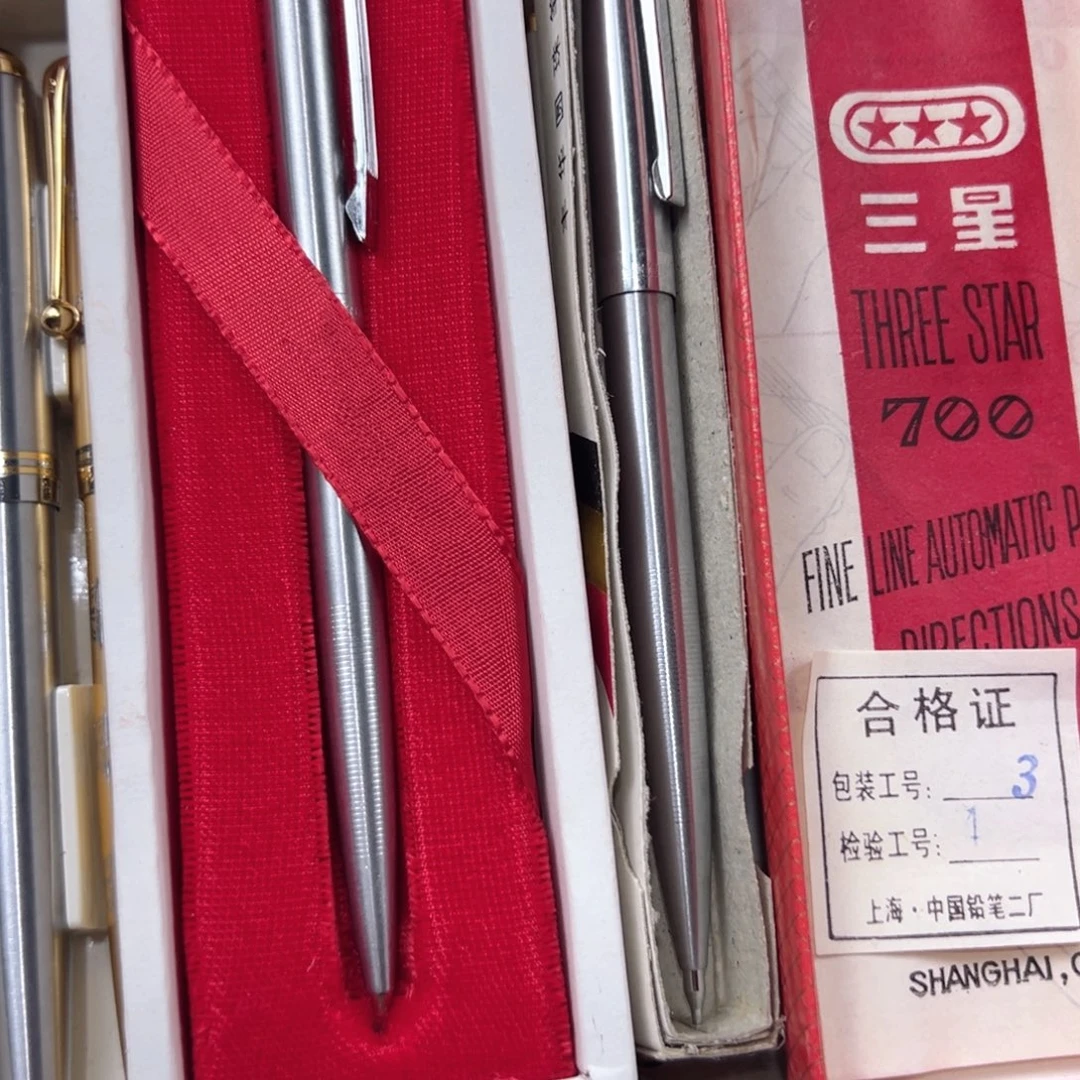 三星
THREE STAR
700
FINE LINE AUTOMATIC P
DIRECTIONS
合格证
包装工号: 3
检验工号: 1
上海·中国铅笔二厂
SHANGHAI, C